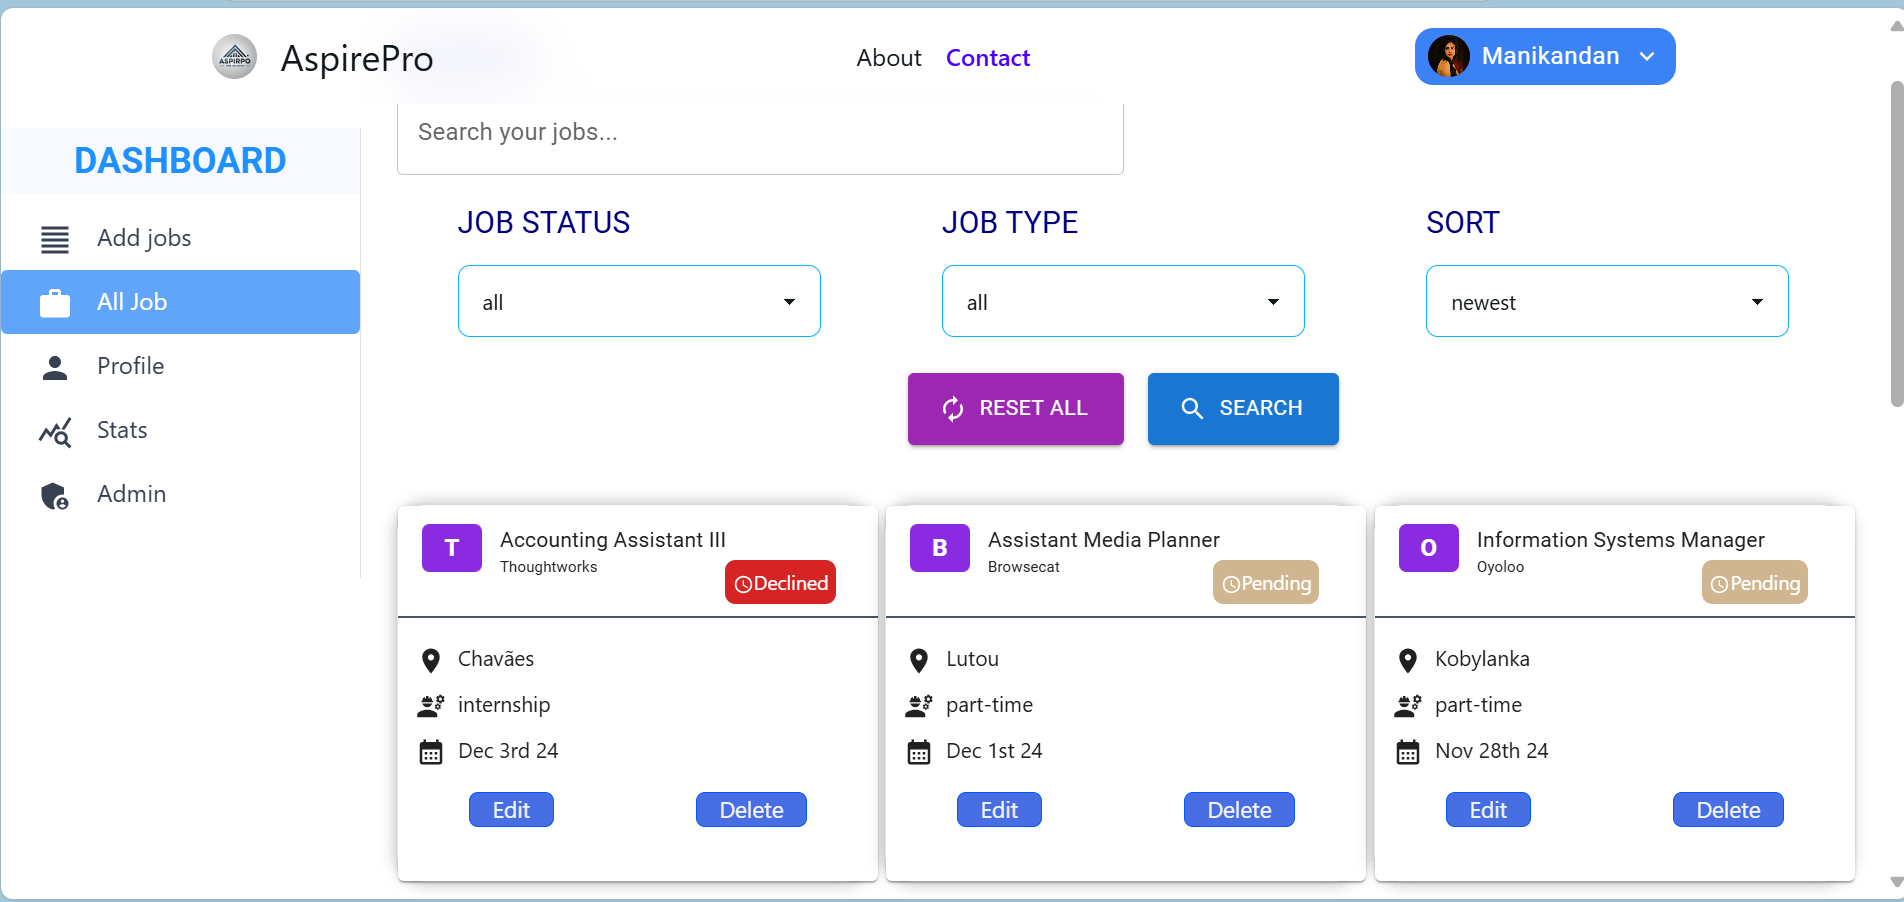 ASPIRPO
AspirePro
About
Contact
Manikandan
DASHBOARD
Add jobs
All Job
Profile
Stats
Admin
Search your jobs...
JOB STATUS
JOB TYPE
SORT
all
all
newest
RESET ALL
SEARCH
T
Accounting Assistant III
Thoughtworks
Declined
Chavães
internship
Dec 3rd 24
Edit
Delete
B
Assistant Media Planner
Browsecat
Pending
Lutou
part-time
Dec 1st 24
Edit
Delete
O
Information Systems Manager
Oyoloo
Pending
Kobylanka
part-time
Nov 28th 24
Edit
Delete